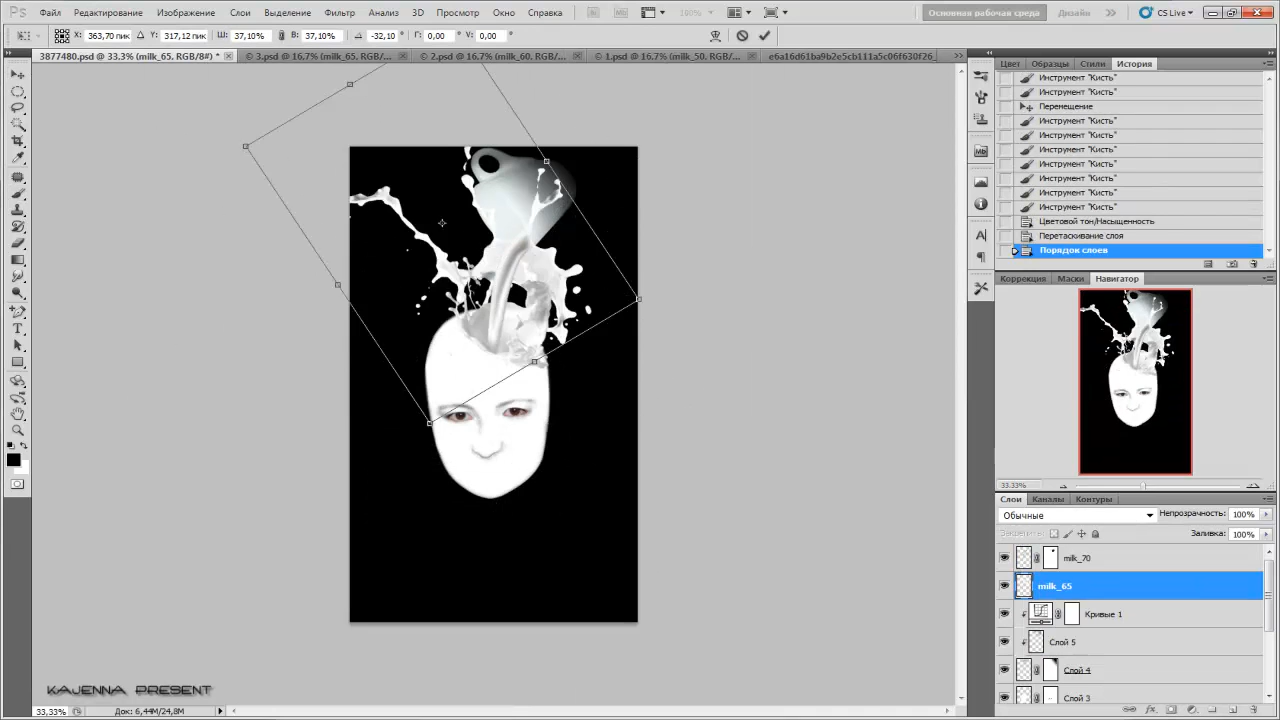 Ps Файл Редактирование Изображение Слои Выделение Фильтр Анализ 3D Просмотр Окно Справка Br Mb 180% Основная рабочая среда Дизайн >> CS Live
X: 363,70 пик Y: 317,12 пик Ш: 37,10% В: 37,10% -32,10 ° Г: 0,00 ° V: 0,00 °
3877480.psd @ 33,3% (milk_65, RGB/8#) * 3.psd @ 16,7% (milk_65, RGB/... 2.psd @ 16,7% (milk_60, RGB/... 1.psd @ 16,7% (milk_50, RGB/... e6a16d61ba9b2e5cb111a5c06f630f26_
Цвет Образцы Стили История
Инструмент "Кисть"
Инструмент "Кисть"
Перемещение
Инструмент "Кисть"
Инструмент "Кисть"
Инструмент "Кисть"
Инструмент "Кисть"
Инструмент "Кисть"
Инструмент "Кисть"
Инструмент "Кисть"
Цветовой тон/Насыщенность
Перетаскивание слоя
Порядок слоев
Коррекция Маски Навигатор
33.33%
Слои Каналы Контуры
Обычные Непрозрачность: 100%
Закрепить: Заливка: 100%
milk_70
milk_65
Кривые 1
Слой 5
Слой 4
Слой 3
KAJENNA PRESENT
33,33% Док: 6,44M/24,8M